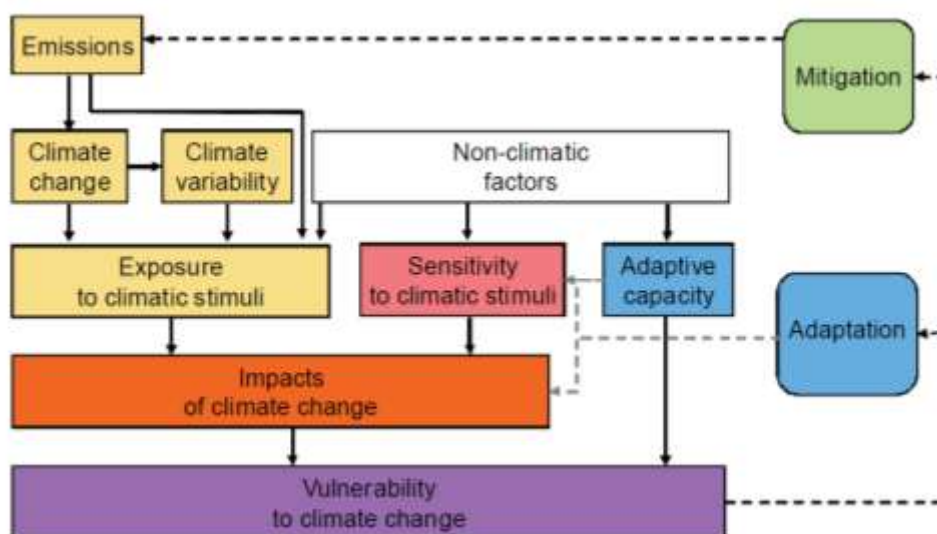 Emissions
Mitigation
Climate
change
Climate
variability
Non-climatic
factors
Exposure
to climatic stimuli
Sensitivity
to climatic stimuli
Adaptive
capacity
Adaptation
Impacts
of climate change
Vulnerability
to climate change